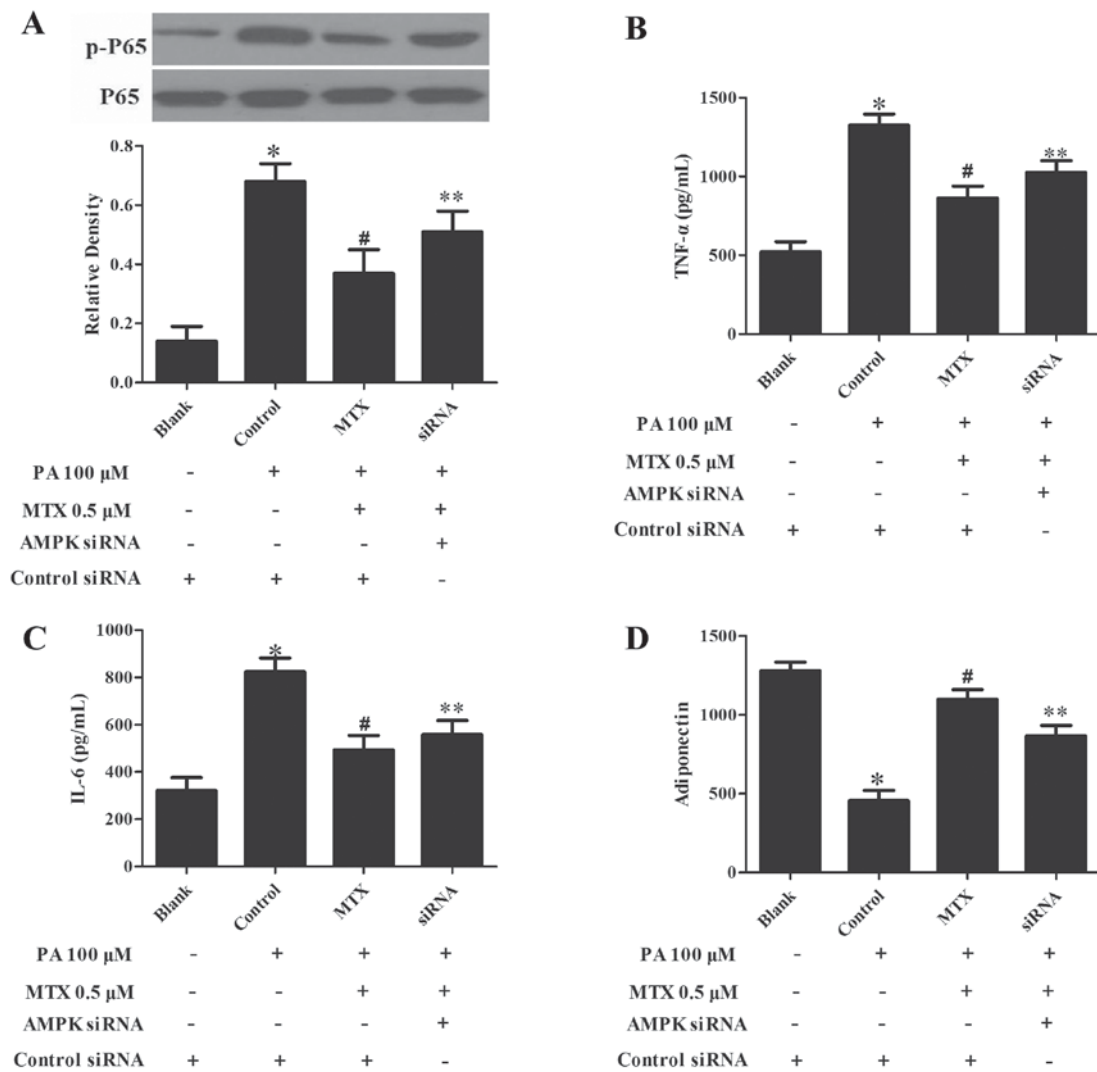 A
p-P65
P65
0.8
0.6
0.4
0.2
0.0
Relative Density
*
#
**
Blank
Control
MTX
siRNA
PA 100 μM - + + +
MTX 0.5 μM - - + +
AMPK siRNA - - - +
Control siRNA + + + -
B
1500
1000
500
0
TNF-α (pg/mL)
*
#
**
Blank
Control
MTX
siRNA
PA 100 μM - + + +
MTX 0.5 μM - - + +
AMPK siRNA - - - +
Control siRNA + + + -
C
1000
800
600
400
200
0
IL-6 (pg/mL)
*
#
**
Blank
Control
MTX
siRNA
PA 100 μM - + + +
MTX 0.5 μM - - + +
AMPK siRNA - - - +
Control siRNA + + + -
D
1500
1000
500
0
Adiponectin
*
#
**
Blank
Control
MTX
siRNA
PA 100 μM - + + +
MTX 0.5 μM - - + +
AMPK siRNA - - - +
Control siRNA + + + -